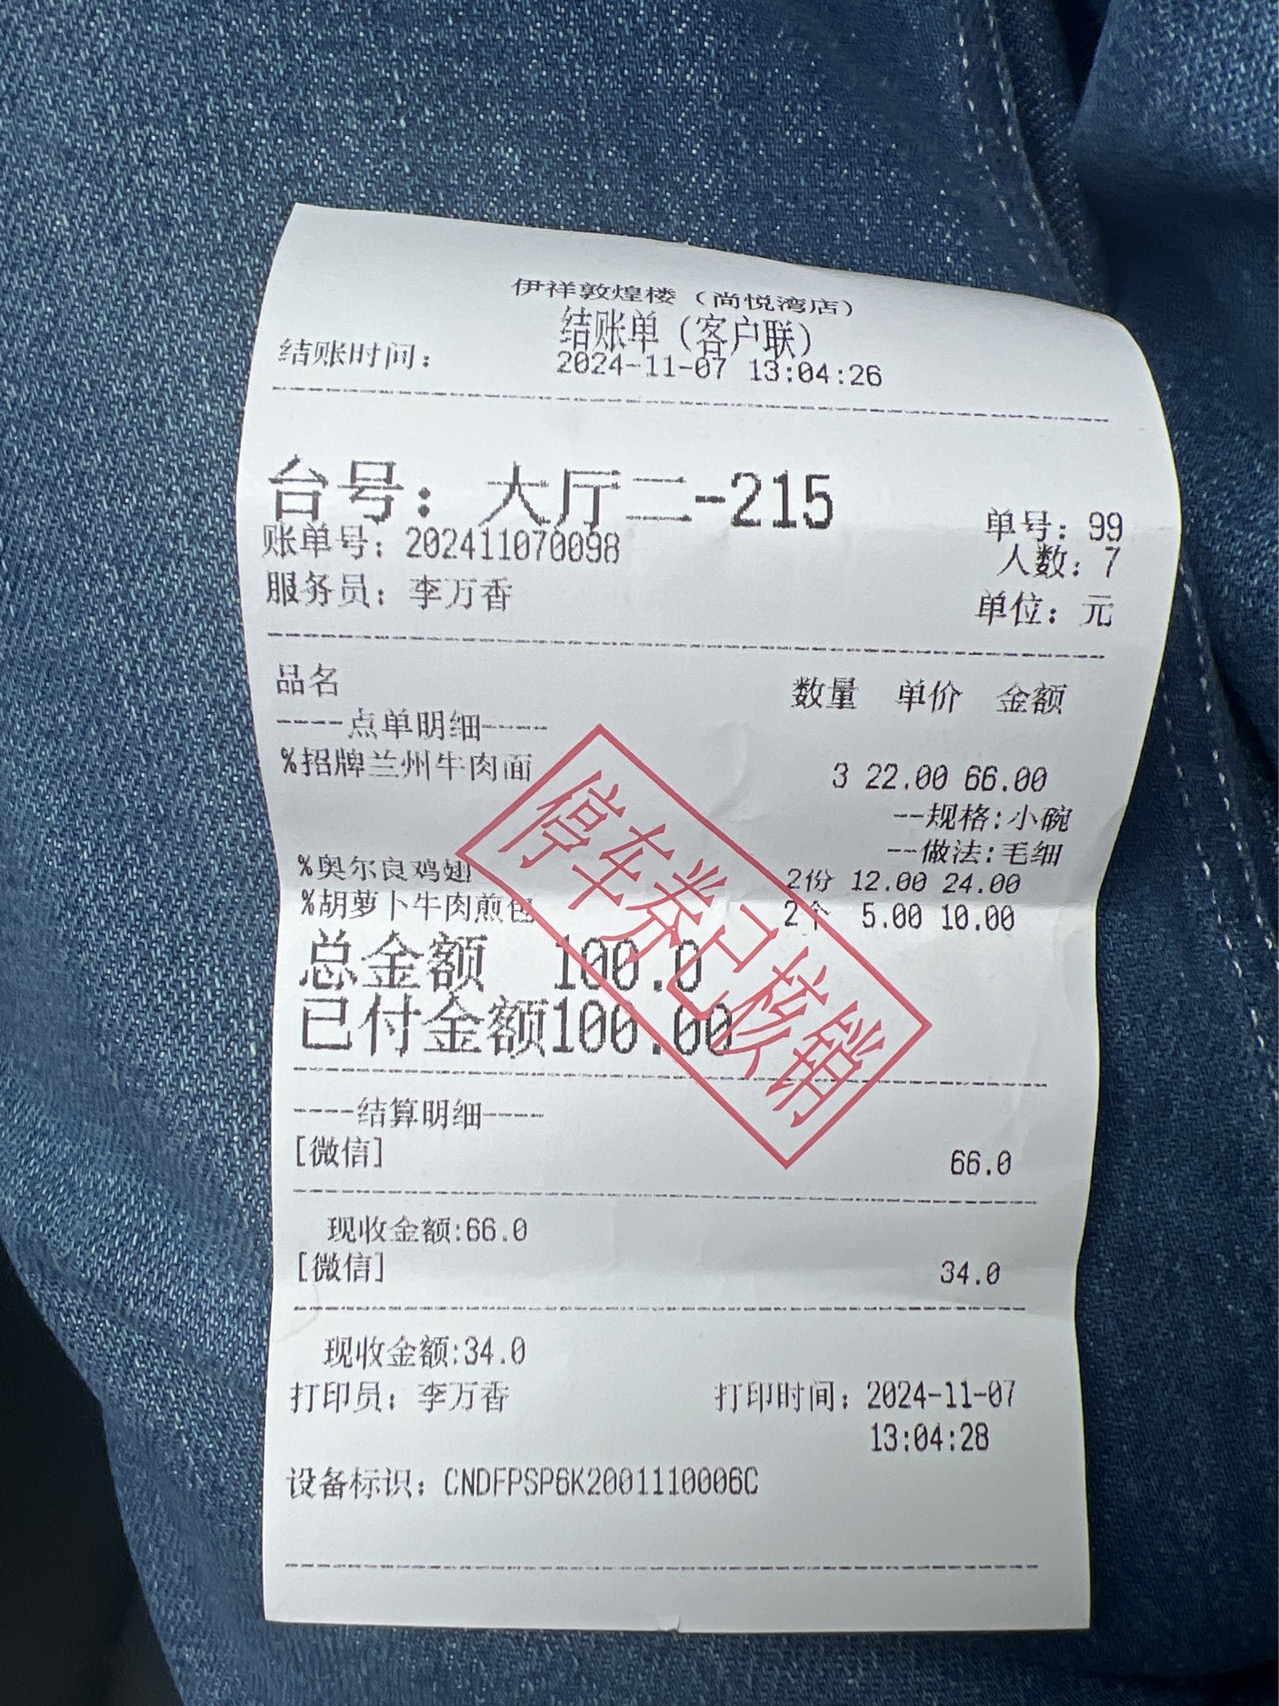 伊祥敦煌楼（尚悦湾店）
结账单（客户联）
结账时间： 2024-11-07 13:04:26
台号：大厅二-215
单号：99
账单号：202411070098
人数：7
服务员：李万香
单位：元
品名 数量 单价 金额
----点单明细----
%招牌兰州牛肉面 3 22.00 66.00
--规格:小碗
--做法:毛细
%奥尔良鸡翅 2份 12.00 24.00
%胡萝卜牛肉煎包 2个 5.00 10.00
总金额 100.0
已付金额100.00
停车券已核销
----结算明细----
[微信] 66.0
现收金额:66.0
[微信] 34.0
现收金额:34.0
打印员：李万香 打印时间：2024-11-07
13:04:28
设备标识：CNDFPSP6K2001110006C